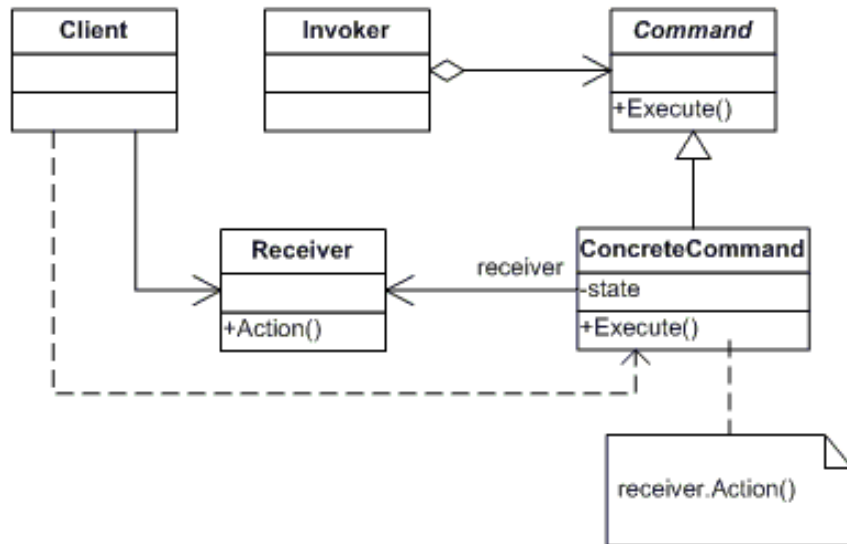 Client
Invoker
Command
+Execute()
Receiver
+Action()
receiver
ConcreteCommand
-state
+Execute()
receiver.Action()